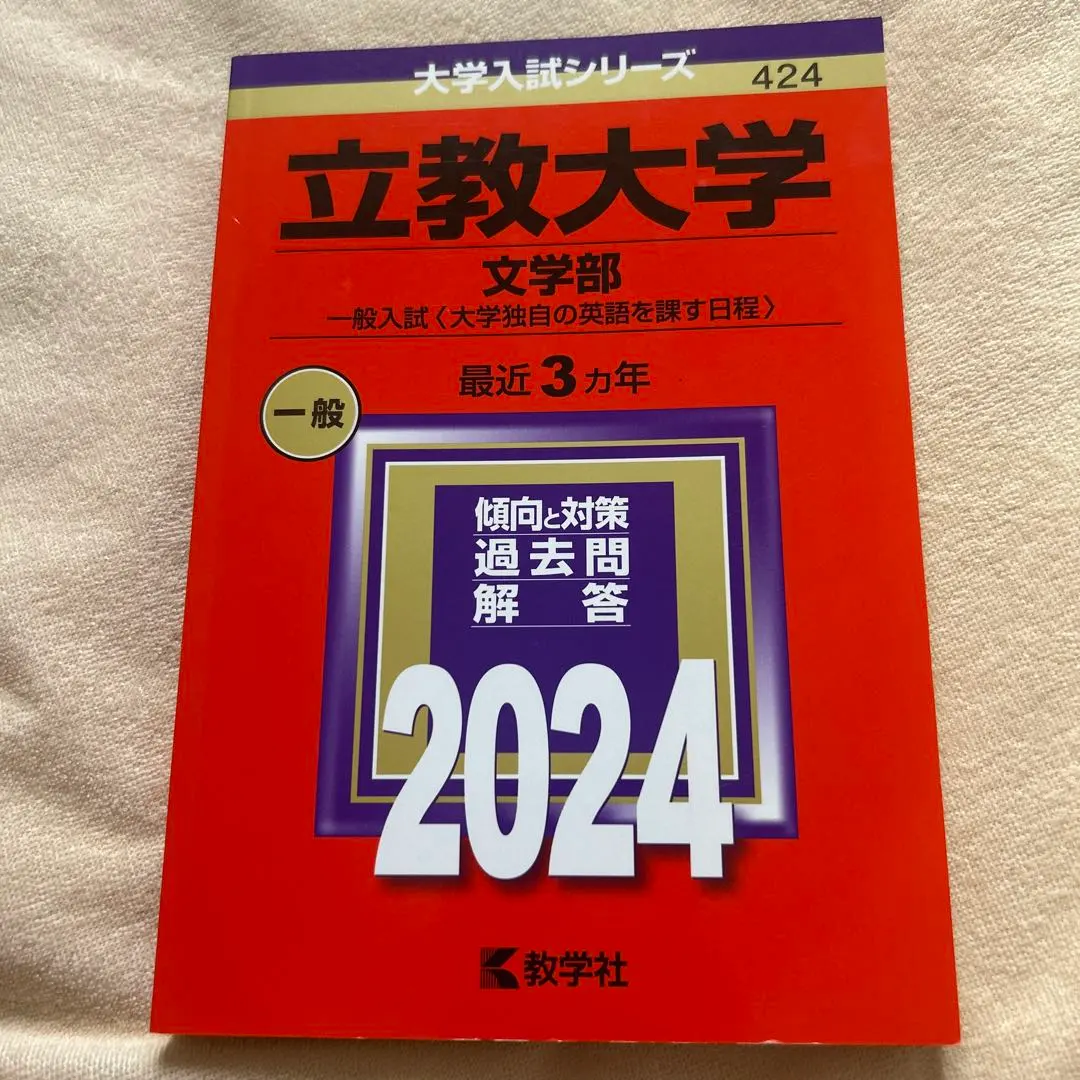 大学入試シリーズ
424
立教大学
文学部
一般入試〈大学独自の英語を課す日程〉
最近3ヵ年
一般
傾向と対策
過去問
解答
2024
教学社